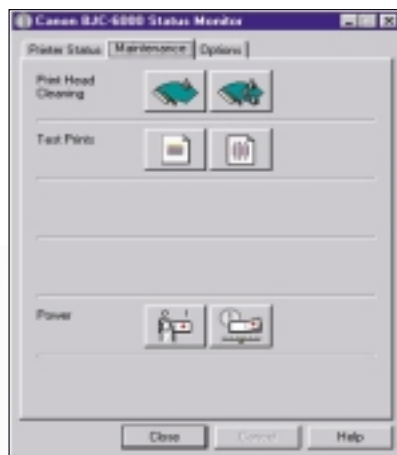 Canon BJC-6000 Status Monitor
Printer Status Maintenance Options
Print Head
Cleaning
Test Prints
Power
Close Cancel Help